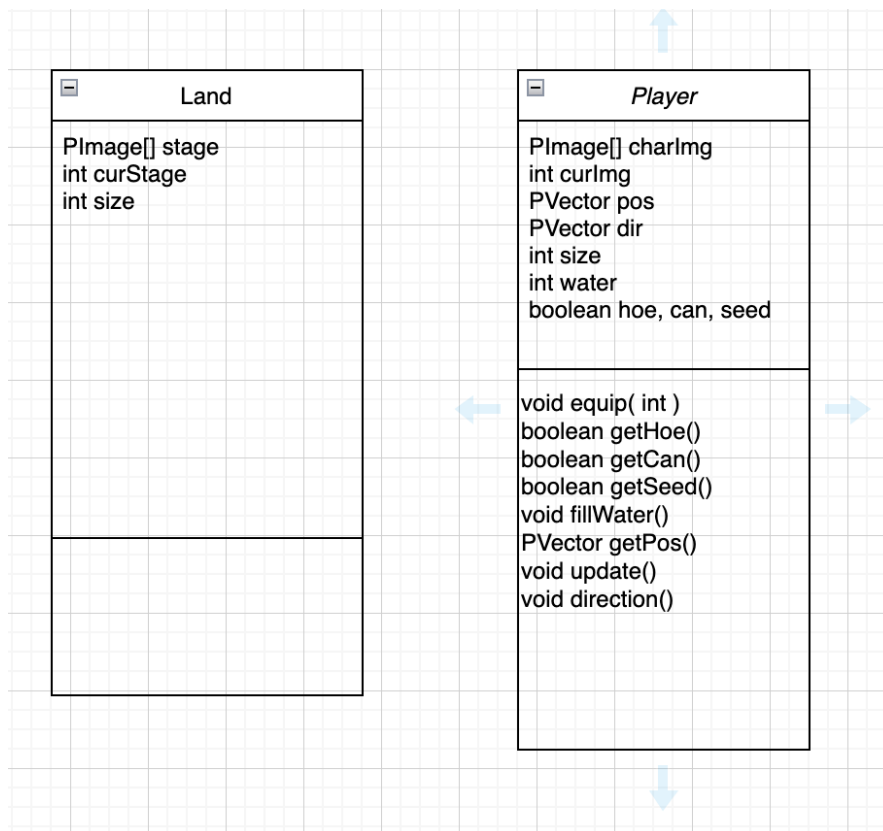 Land
PImage[] stage
int curStage
int size
Player
PImage[] charImg
int curImg
PVector pos
PVector dir
int size
int water
boolean hoe, can, seed
void equip( int )
boolean getHoe()
boolean getCan()
boolean getSeed()
void fillWater()
PVector getPos()
void update()
void direction()